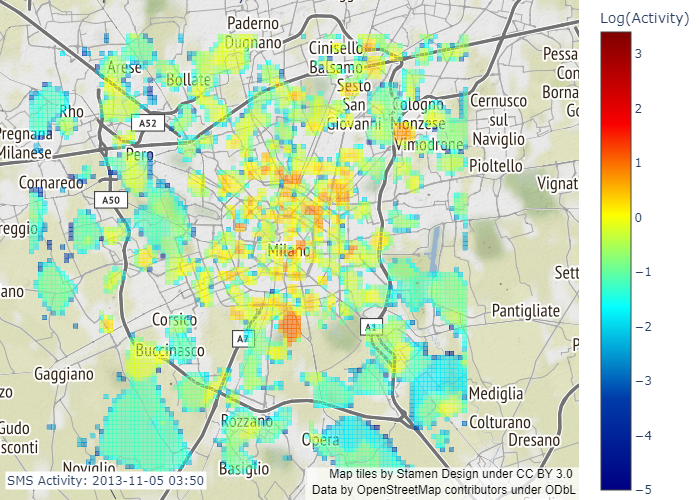 Paderno
Dugnano
Cinisello
Balsamo
Log(Activity)
Arese
Bollate
Sesto
San
Giovanni
Cologno
Monzese
Vimodrone
Cernusco
sul
Naviglio
Pioltello
Rho
A52
Pregnana
Milanese
Pero
Cornaredo
A50
Vignat
reggio
Milano
Sett
ano
Pantigliate
Corsico
A7
Buccinasco
Gaggiano
Mediglia
Colturano
Dresano
Rozzano
Opera
Gudo
sconti
Noviglio
Basiglio
Pessa
Con
Borna
Go
zo
P
3
2
1
0
−1
−2
−3
−4
−5
SMS Activity: 2013-11-05 03:50
Map tiles by Stamen Design under CC BY 3.0
Data by OpenStreetMap contributors under ODbL